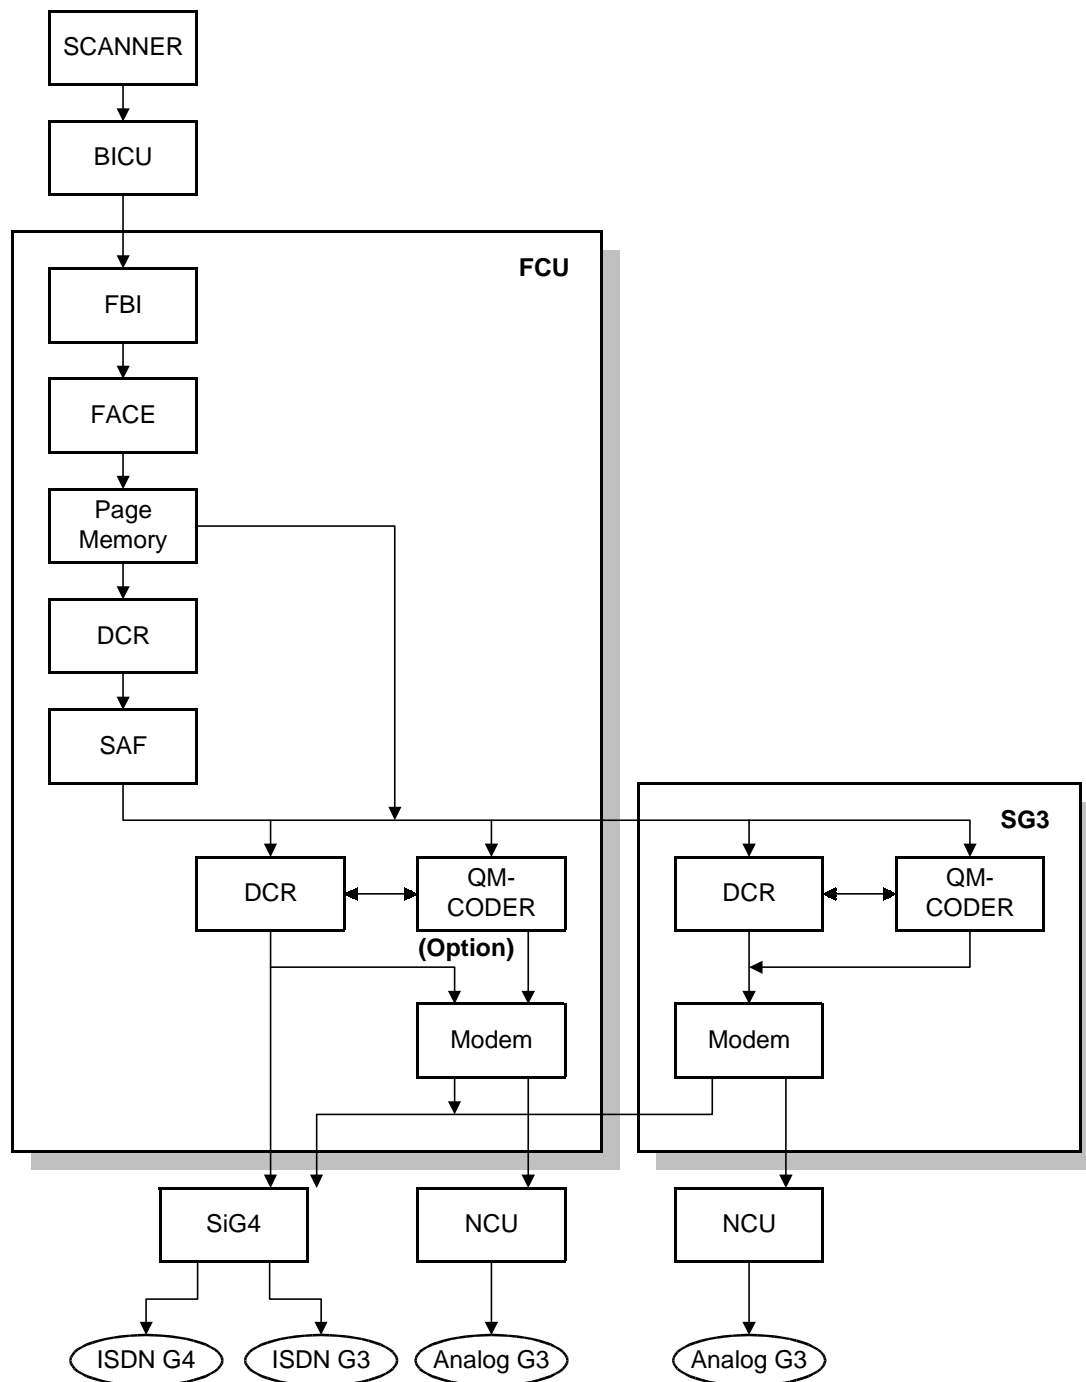 SCANNER
BICU
FCU
FBI
FACE
Page
Memory
DCR
SAF
SG3
DCR
QM-
CODER
(Option)
DCR
QM-
CODER
Modem
Modem
SiG4
NCU
NCU
ISDN G4
ISDN G3
Analog G3
Analog G3